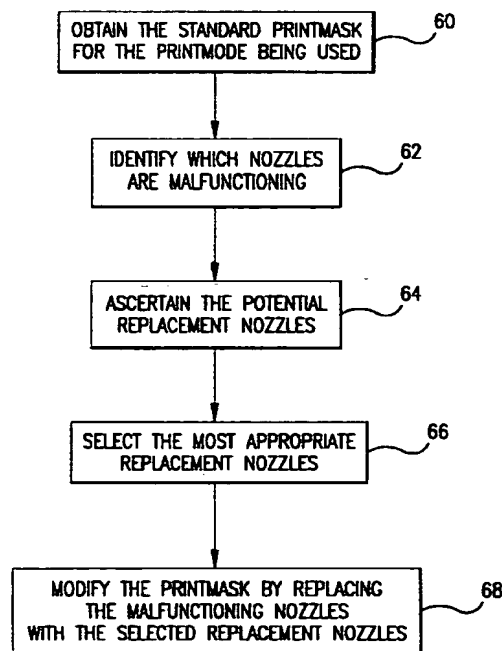 OBTAIN THE STANDARD PRINTMASK
FOR THE PRINTMODE BEING USED
60
IDENTIFY WHICH NOZZLES
ARE MALFUNCTIONING
62
ASCERTAIN THE POTENTIAL
REPLACEMENT NOZZLES
64
SELECT THE MOST APPROPRIATE
REPLACEMENT NOZZLES
66
MODIFY THE PRINTMASK BY REPLACING
THE MALFUNCTIONING NOZZLES
WITH THE SELECTED REPLACEMENT NOZZLES
68